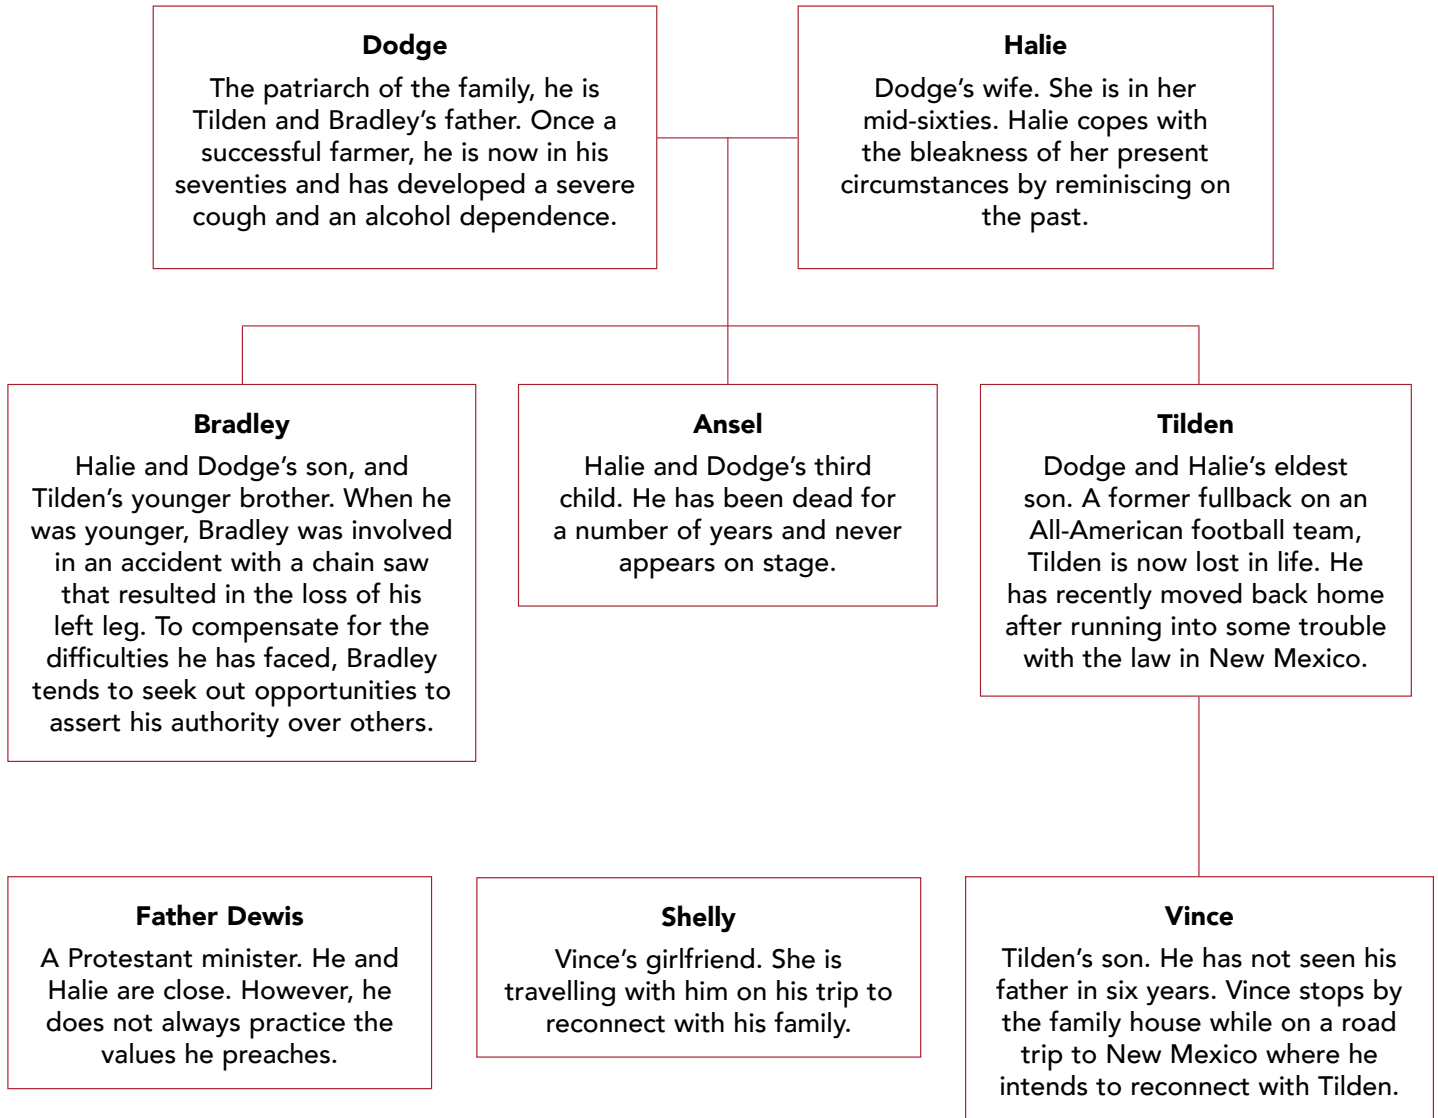 Dodge
The patriarch of the family, he is
Tilden and Bradley’s father. Once a
successful farmer, he is now in his
seventies and has developed a severe
cough and an alcohol dependence.
Halie
Dodge’s wife. She is in her
mid-sixties. Halie copes with
the bleakness of her present
circumstances by reminiscing on
the past.
Bradley
Halie and Dodge’s son, and
Tilden’s younger brother. When he
was younger, Bradley was involved
in an accident with a chain saw
that resulted in the loss of his
left leg. To compensate for the
difficulties he has faced, Bradley
tends to seek out opportunities to
assert his authority over others.
Ansel
Halie and Dodge’s third
child. He has been dead for
a number of years and never
appears on stage.
Tilden
Dodge and Halie’s eldest
son. A former fullback on an
All-American football team,
Tilden is now lost in life. He
has recently moved back home
after running into some trouble
with the law in New Mexico.
Father Dewis
A Protestant minister. He and
Halie are close. However, he
does not always practice the
values he preaches.
Shelly
Vince’s girlfriend. She is
travelling with him on his trip to
reconnect with his family.
Vince
Tilden’s son. He has not seen his
father in six years. Vince stops by
the family house while on a road
trip to New Mexico where he
intends to reconnect with Tilden.